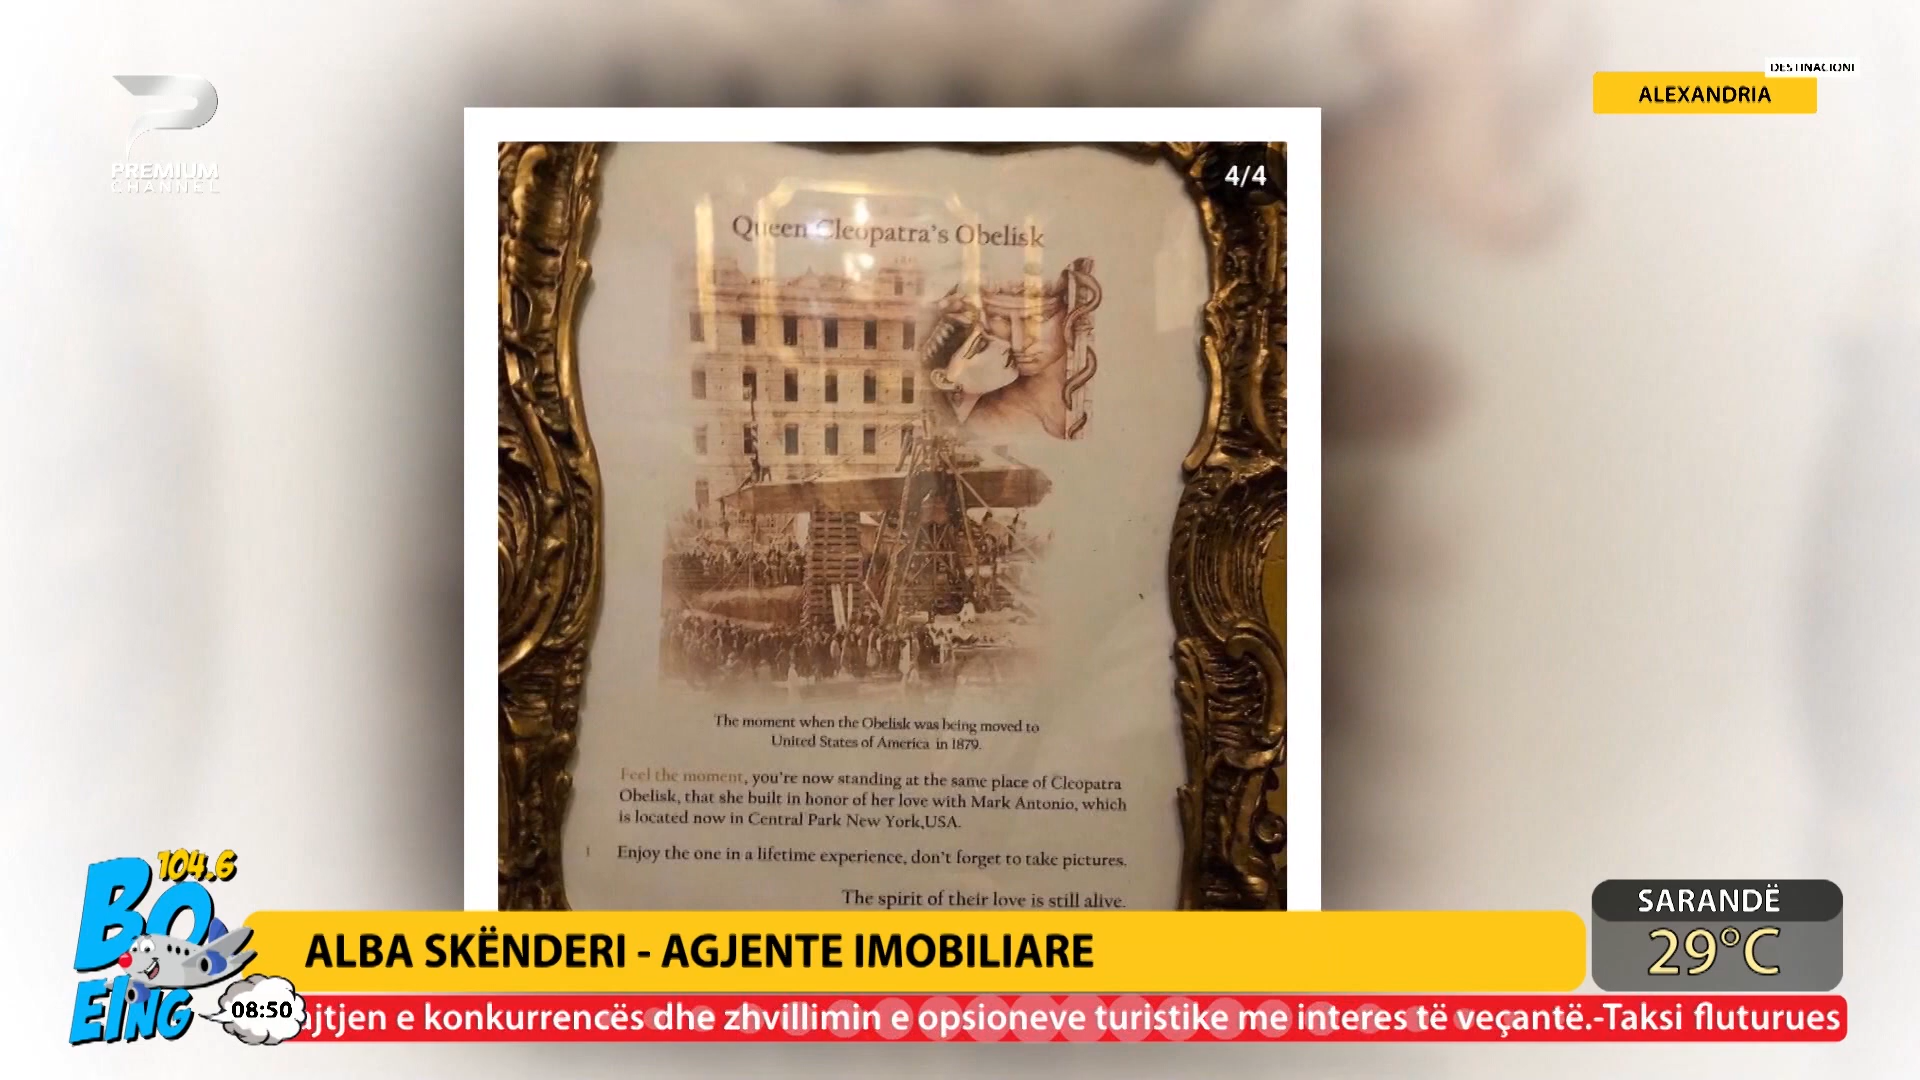 DESTINACIONI
ALEXANDRIA
PREMIUM
CHANNEL
4/4
Queen Cleopatra's Obelisk
The moment when the Obelisk was being moved to
United States of America in 1879.
Feel the moment, you're now standing at the same place of Cleopatra
Obelisk, that she built in honor of her love with Mark Antonio, which
is located now in Central Park New York,USA.
Enjoy the one in a lifetime experience, don't forget to take pictures.
The spirit of their love is still alive.
104.6
BOEING
ALBA SKËNDERI - AGJENTE IMOBILIARE
SARANDË
29°C
08:50
jtjen e konkurrencës dhe zhvillimin e opsioneve turistike me interes të veçantë.-Taksi fluturues